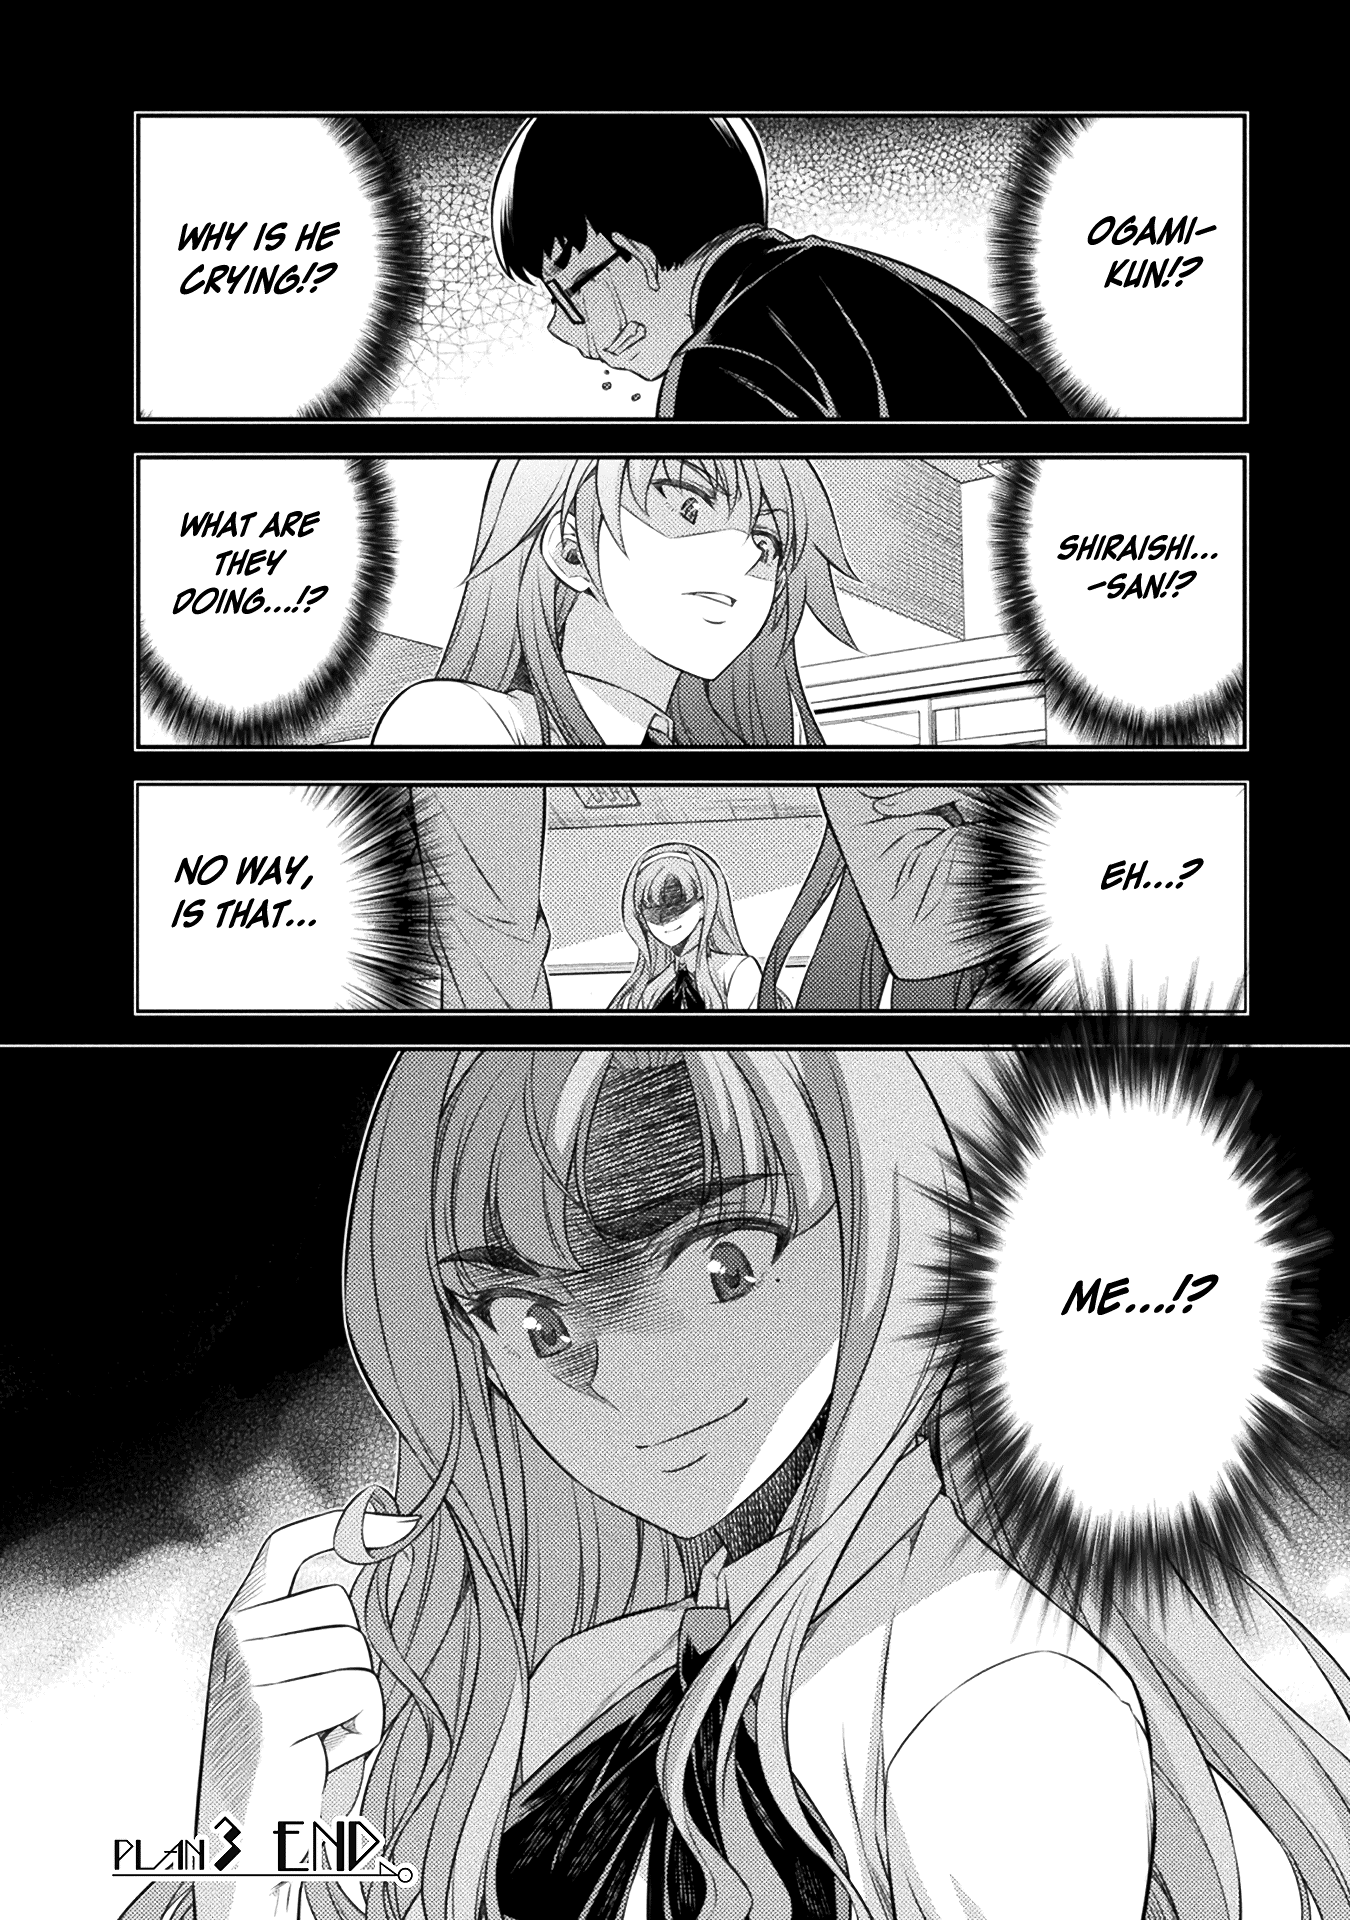 OGAMI-
KUN!?
WHY IS HE
CRYING!?
SHIRAISHI...
-SAN!?
WHAT ARE
THEY
DOING...!?
EH...?
NO WAY,
IS THAT...
ME...!?
PLAN 3 END